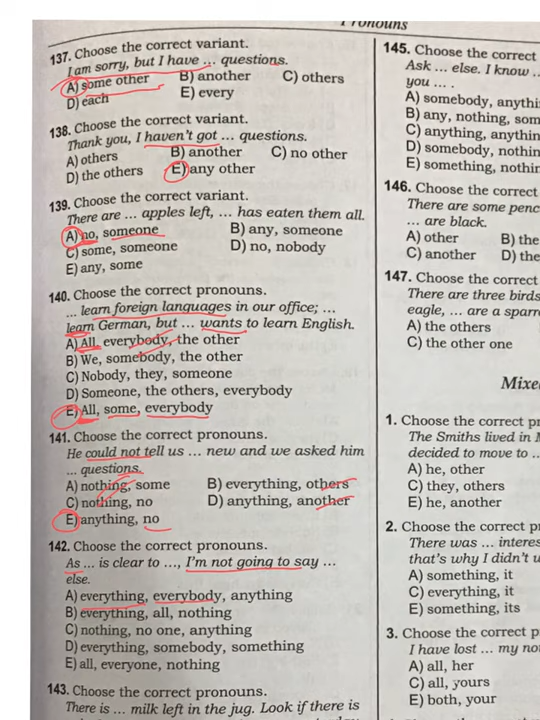 Pronouns
137. Choose the correct variant.
I am sorry, but I have ... questions.
A) some other B) another C) others
D) each E) every
138. Choose the correct variant.
Thank you, I haven't got ... questions.
A) others B) another C) no other
D) the others E) any other
139. Choose the correct variant.
There are ... apples left, ... has eaten them all.
A) no, someone B) any, someone
C) some, someone D) no, nobody
E) any, some
140. Choose the correct pronouns.
... learn foreign languages in our office; ...
learn German, but ... wants to learn English.
A) All, everybody, the other
B) We, somebody, the other
C) Nobody, they, someone
D) Someone, the others, everybody
E) All, some, everybody
141. Choose the correct pronouns.
He could not tell us ... new and we asked him
... questions.
A) nothing, some B) everything, others
C) nothing, no D) anything, another
E) anything, no
142. Choose the correct pronouns.
As ... is clear to ..., I'm not going to say ...
else.
A) everything, everybody, anything
B) everything, all, nothing
C) nothing, no one, anything
D) everything, somebody, something
E) all, everyone, nothing
143. Choose the correct pronouns.
There is ... milk left in the jug. Look if there is
145. Choose the correct
Ask ... else. I know ..
you ... .
A) somebody, anythi
B) any, nothing, som
C) anything, anythin
D) somebody, nothin
E) something, nothin
146. Choose the correct
There are some penc
... are black.
A) other B) the
C) another D) the
147. Choose the correct
There are three birds
eagle, ... are a sparr
A) the others
C) the other one
Mixe
1. Choose the correct pr
The Smiths lived in
decided to move to ..
A) he, other
C) they, others
E) he, another
2. Choose the correct p
There was ... interes
that's why I didn't u
A) something, it
C) everything, it
E) something, its
3. Choose the correct p
I have lost ... my no
A) all, her
C) all, yours
E) both, your